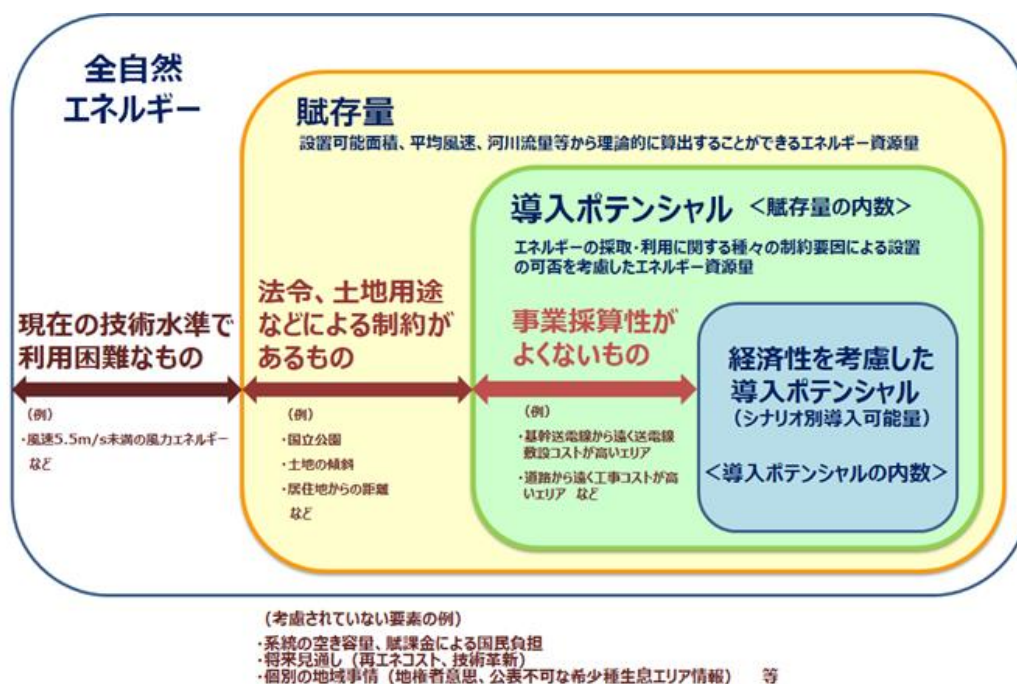 全自然
エネルギー
賦存量
設置可能面積、平均風速、河川流量等から理論的に算出することができるエネルギー資源量
導入ポテンシャル <賦存量の内数>
エネルギーの採取・利用に関する種々の制約要因による設置
の可否を考慮したエネルギー資源量
現在の技術水準で
利用困難なもの
法令、土地用途
などによる制約が
あるもの
事業採算性が
よくないもの
経済性を考慮した
導入ポテンシャル
(シナリオ別導入可能量)
<導入ポテンシャルの内数>
(例)
・風速5.5m/s未満の風力エネルギー
など
(例)
・国立公園
・土地の傾斜
・居住地からの距離
など
(例)
・基幹送電線から遠く送電線
敷設コストが高いエリア
・道路から遠く工事コストが高
いエリア など
(考慮されていない要素の例)
・系統の空き容量、賦課金による国民負担
・将来見通し(再エネコスト、技術革新)
・個別の地域事情(地権者意思、公表不可な希少種生息エリア情報) 等